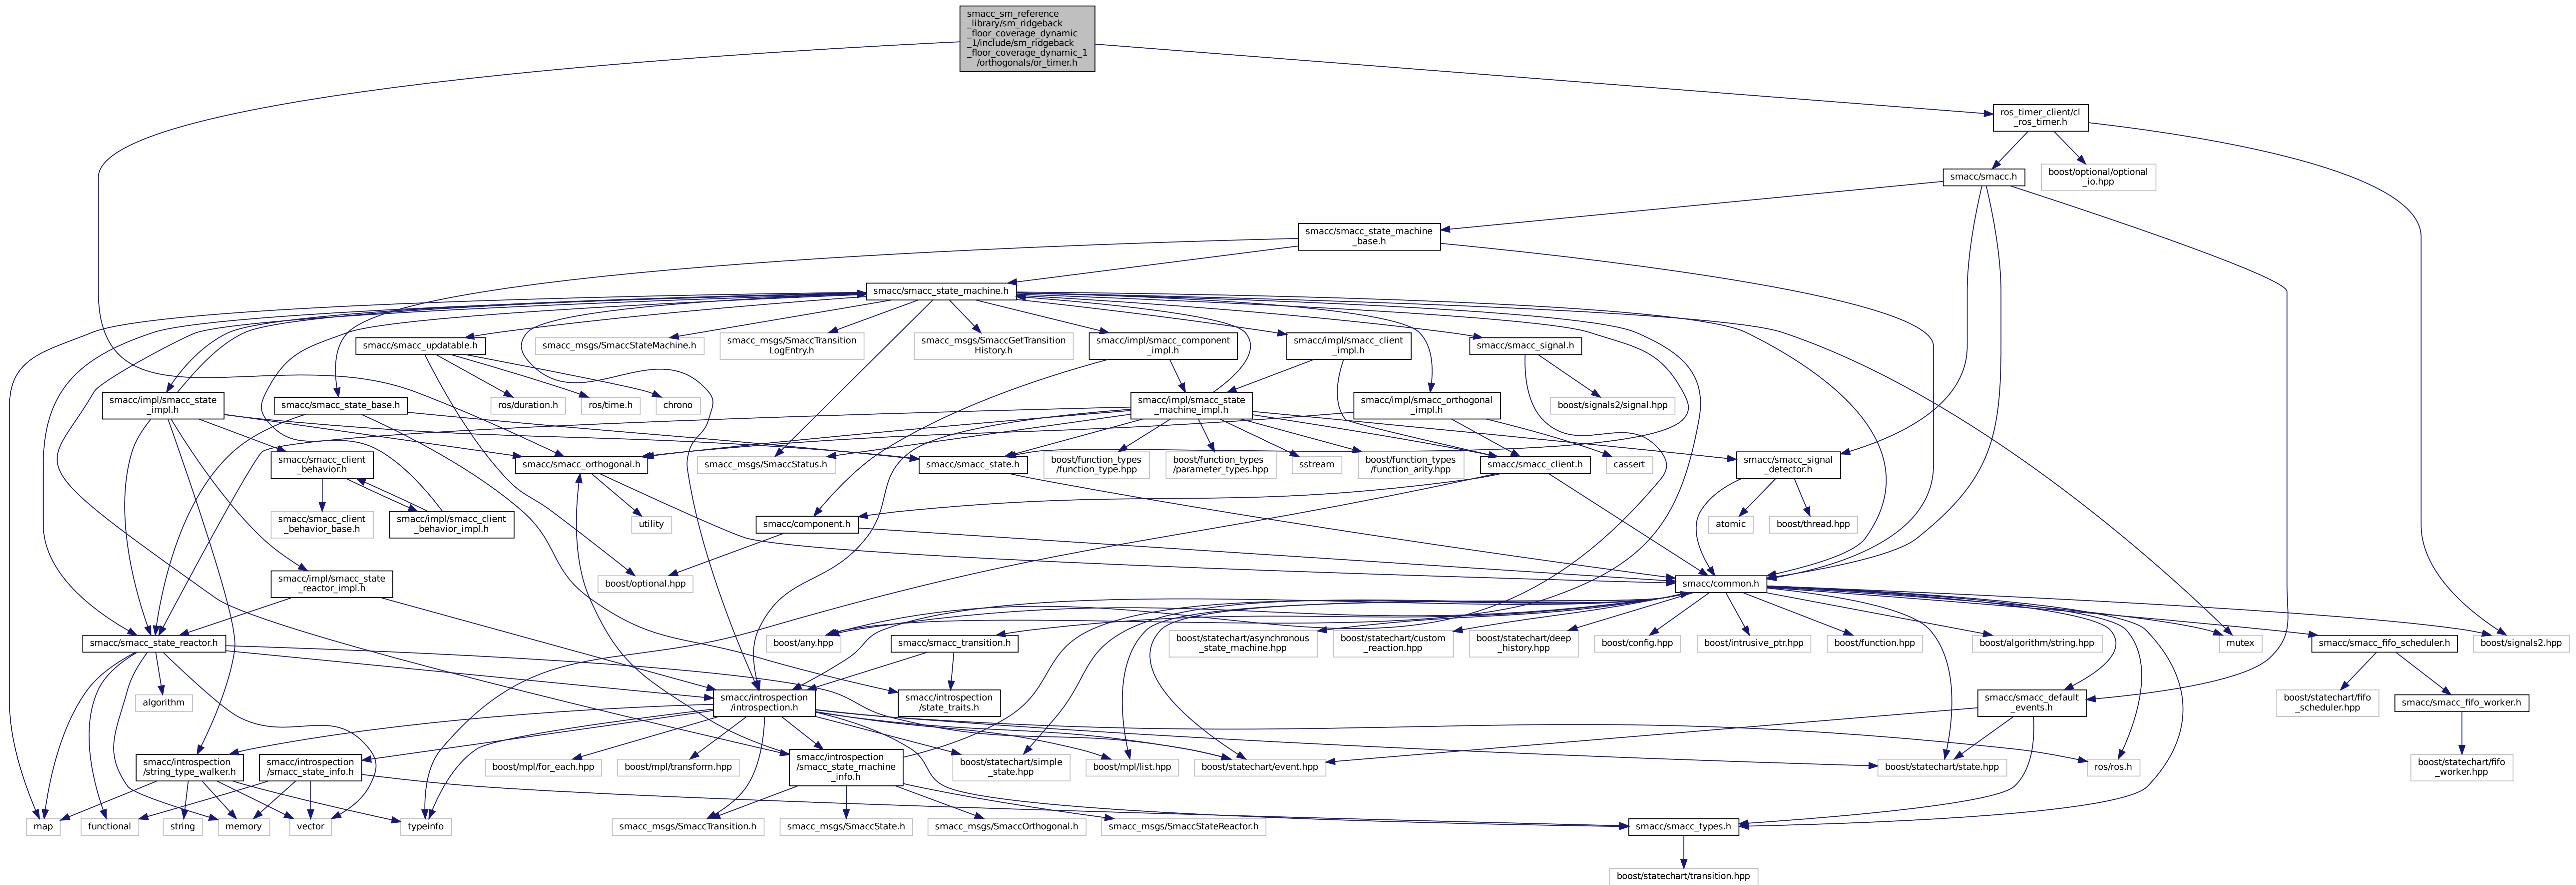 smacc_sm_reference
_library/sm_ridgeback
_floor_coverage_dynamic
_1/include/sm_ridgeback
_floor_coverage_dynamic_1
/orthogonals/or_timer.h
ros_timer_client/cl
_ros_timer.h
smacc/smacc.h
boost/optional/optional
_io.hpp
smacc/smacc_state_machine
_base.h
smacc/smacc_state_machine.h
smacc/smacc_updatable.h
smacc_msgs/SmaccStateMachine.h
smacc_msgs/SmaccTransition
LogEntry.h
smacc_msgs/SmaccGetTransition
History.h
smacc/impl/smacc_component
_impl.h
smacc/impl/smacc_client
_impl.h
smacc/smacc_signal.h
smacc/impl/smacc_state
_impl.h
smacc/smacc_state_base.h
ros/duration.h
ros/time.h
chrono
smacc/impl/smacc_state
_machine_impl.h
smacc/impl/smacc_orthogonal
_impl.h
boost/signals2/signal.hpp
smacc/smacc_client
_behavior.h
smacc/smacc_orthogonal.h
smacc_msgs/SmaccStatus.h
smacc/smacc_state.h
boost/function_types
/function_type.hpp
boost/function_types
/parameter_types.hpp
sstream
boost/function_types
/function_arity.hpp
smacc/smacc_client.h
cassert
smacc/smacc_signal
_detector.h
smacc/smacc_client
_behavior_base.h
smacc/impl/smacc_client
_behavior_impl.h
utility
smacc/component.h
atomic
boost/thread.hpp
smacc/impl/smacc_state
_reactor_impl.h
boost/optional.hpp
smacc/common.h
smacc/smacc_state_reactor.h
boost/any.hpp
smacc/smacc_transition.h
boost/statechart/asynchronous
_state_machine.hpp
boost/statechart/custom
_reaction.hpp
boost/statechart/deep
_history.hpp
boost/config.hpp
boost/intrusive_ptr.hpp
boost/function.hpp
boost/algorithm/string.hpp
mutex
smacc/smacc_fifo_scheduler.h
boost/signals2.hpp
algorithm
smacc/introspection
/introspection.h
smacc/introspection
/state_traits.h
smacc/smacc_default
_events.h
boost/statechart/fifo
_scheduler.hpp
smacc/smacc_fifo_worker.h
smacc/introspection
/string_type_walker.h
smacc/introspection
/smacc_state_info.h
boost/mpl/for_each.hpp
boost/mpl/transform.hpp
smacc/introspection
/smacc_state_machine
_info.h
boost/statechart/simple
_state.hpp
boost/mpl/list.hpp
boost/statechart/event.hpp
boost/statechart/state.hpp
ros/ros.h
boost/statechart/fifo
_worker.hpp
map
functional
string
memory
vector
typeinfo
smacc_msgs/SmaccTransition.h
smacc_msgs/SmaccState.h
smacc_msgs/SmaccOrthogonal.h
smacc_msgs/SmaccStateReactor.h
smacc/smacc_types.h
boost/statechart/transition.hpp